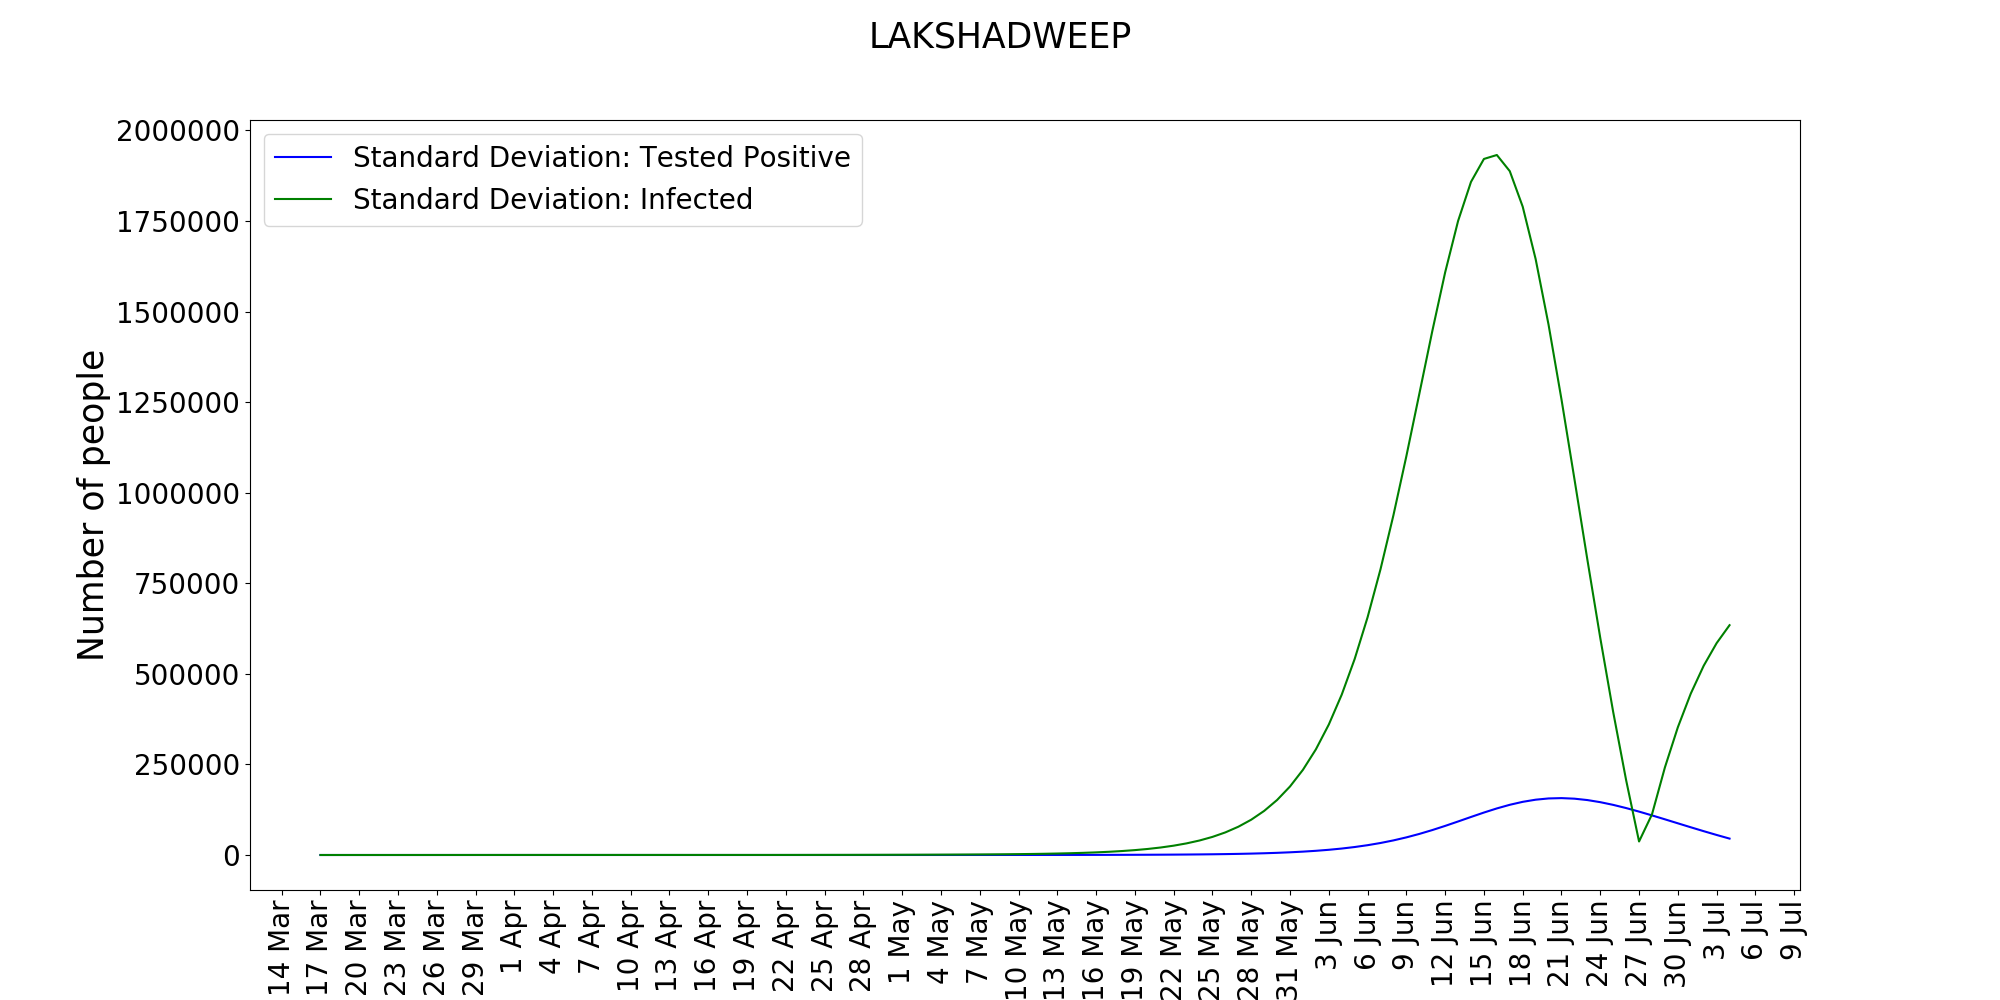 LAKSHADWEEP
Standard Deviation: Tested Positive
Standard Deviation: Infected
Number of people
2000000
1750000
1500000
1250000
1000000
750000
500000
250000
0
14 Mar
17 Mar
20 Mar
23 Mar
26 Mar
29 Mar
1 Apr
4 Apr
7 Apr
10 Apr
13 Apr
16 Apr
19 Apr
22 Apr
25 Apr
28 Apr
1 May
4 May
7 May
10 May
13 May
16 May
19 May
22 May
25 May
28 May
31 May
3 Jun
6 Jun
9 Jun
12 Jun
15 Jun
18 Jun
21 Jun
24 Jun
27 Jun
30 Jun
3 Jul
6 Jul
9 Jul